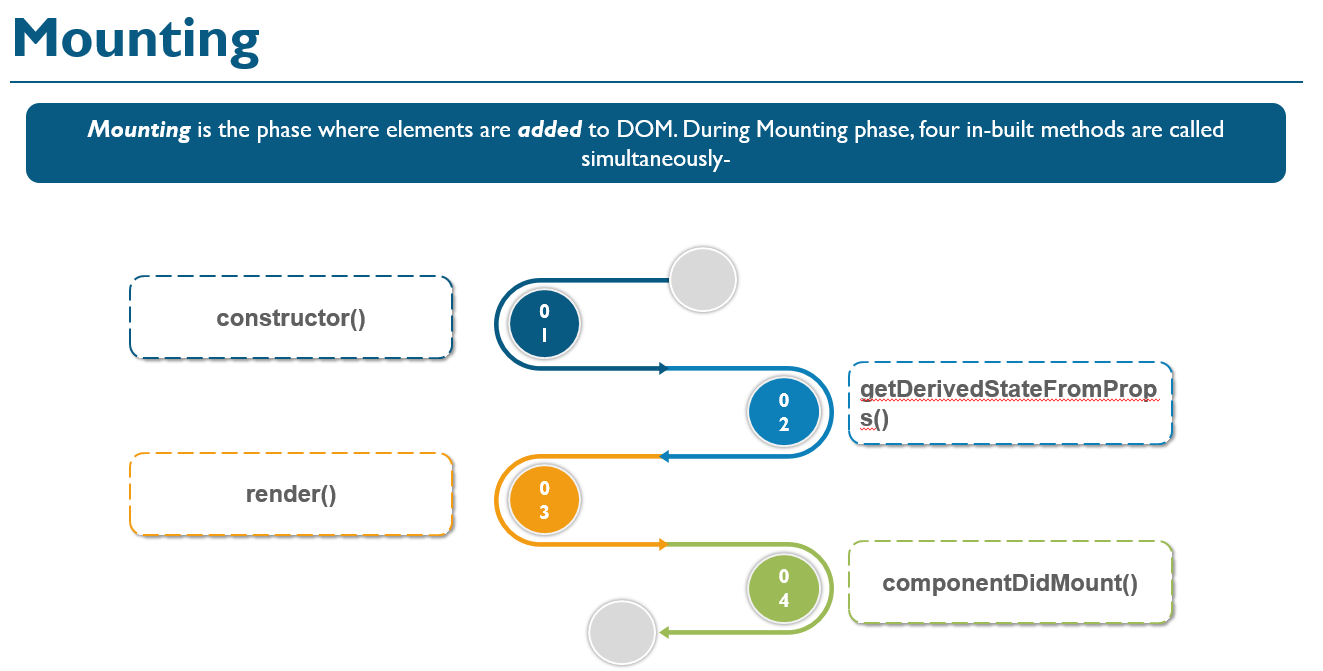 Mounting
Mounting is the phase where elements are added to DOM. During Mounting phase, four in-built methods are called
simultaneously-
constructor()
0
1
0
2
getDerivedStateFromProp
s()
render()
0
3
0
4
componentDidMount()